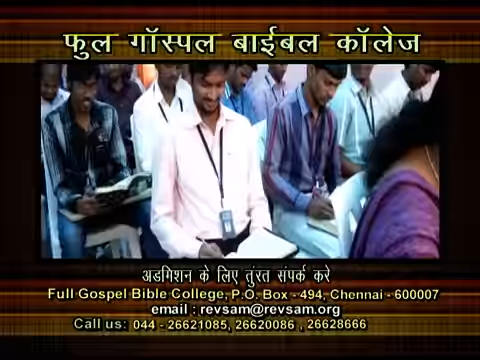 फुल गॉस्पल बाईबल कॉलेज
अडमिशन के लिए तुंरत संपर्क करे
Full Gospel Bible College, P.O. Box - 494, Chennai - 600007
email : revsam@revsam.org
Call us: 044 - 26621085, 26620086 , 26628666